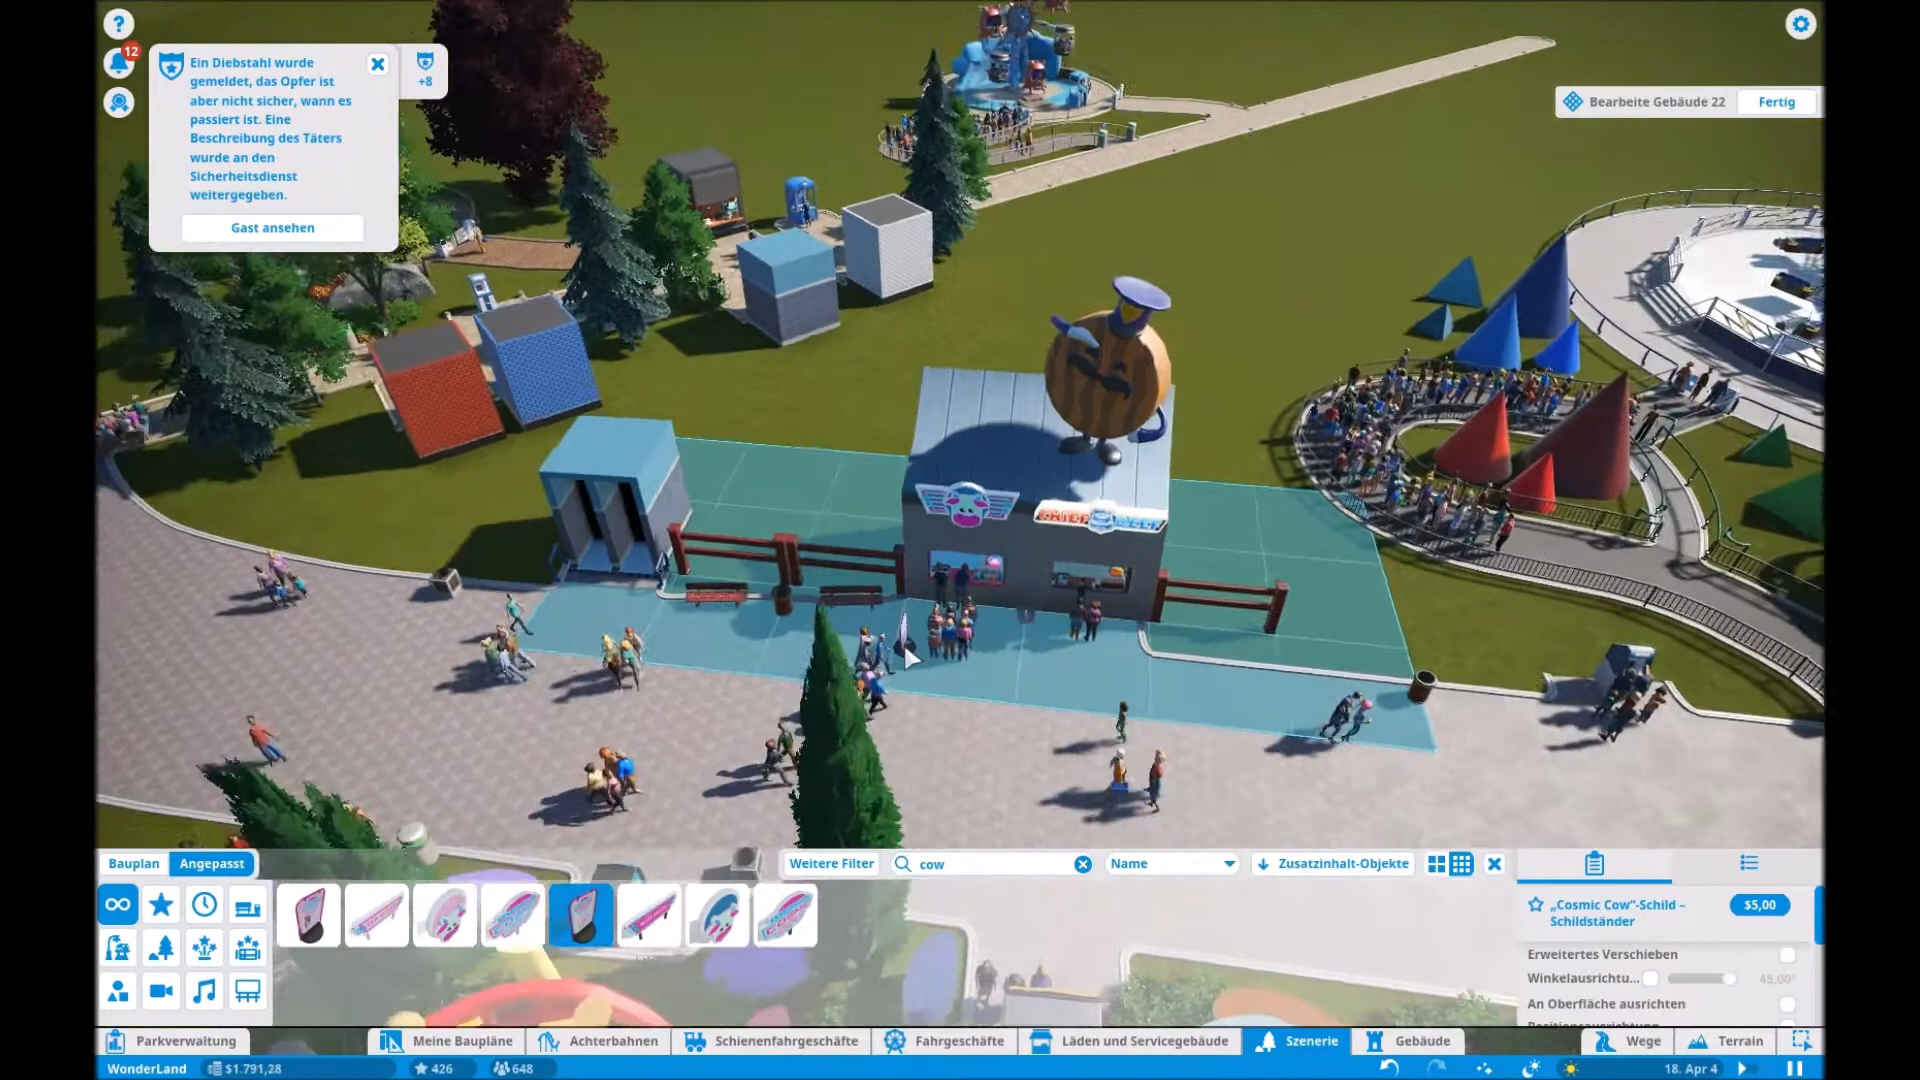 ?
12
Ein Diebstahl wurde
gemeldet, das Opfer ist
aber nicht sicher, wann es
passiert ist. Eine
Beschreibung des Täters
wurde an den
Sicherheitsdienst
weitergegeben.
Gast ansehen
+8
Bearbeite Gebäude 22
Fertig
CHIEF BEEF
Bauplan
Angepasst
Weitere Filter
cow
Name
Zusatzinhalt-Objekte
„Cosmic Cow“-Schild –
Schildständer
$5,00
Erweitertes Verschieben
Winkelausrichtu...
45,00°
An Oberfläche ausrichten
Parkverwaltung
Meine Baupläne
Achterbahnen
Schienenfahrgeschäfte
Fahrgeschäfte
Läden und Servicegebäude
Szenerie
Gebäude
Wege
Terrain
WonderLand
$1.791,28
426
648
18. Apr 4